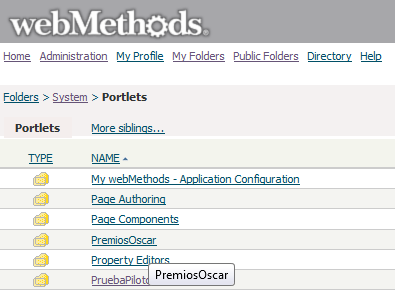 webMethods.
Home Administration My Profile My Folders Public Folders Directory Help
Folders > System > Portlets
Portlets More siblings...
TYPE NAME
My webMethods - Application Configuration
Page Authoring
Page Components
PremiosOscar
Property Editors
PruebaPiloto
PremiosOscar